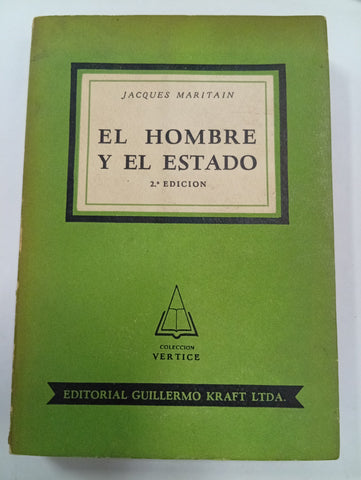 JACQUES MARITAIN
EL HOMBRE
Y EL ESTADO
2.ª EDICION
COLECCION
VERTICE
EDITORIAL GUILLERMO KRAFT LTDA.